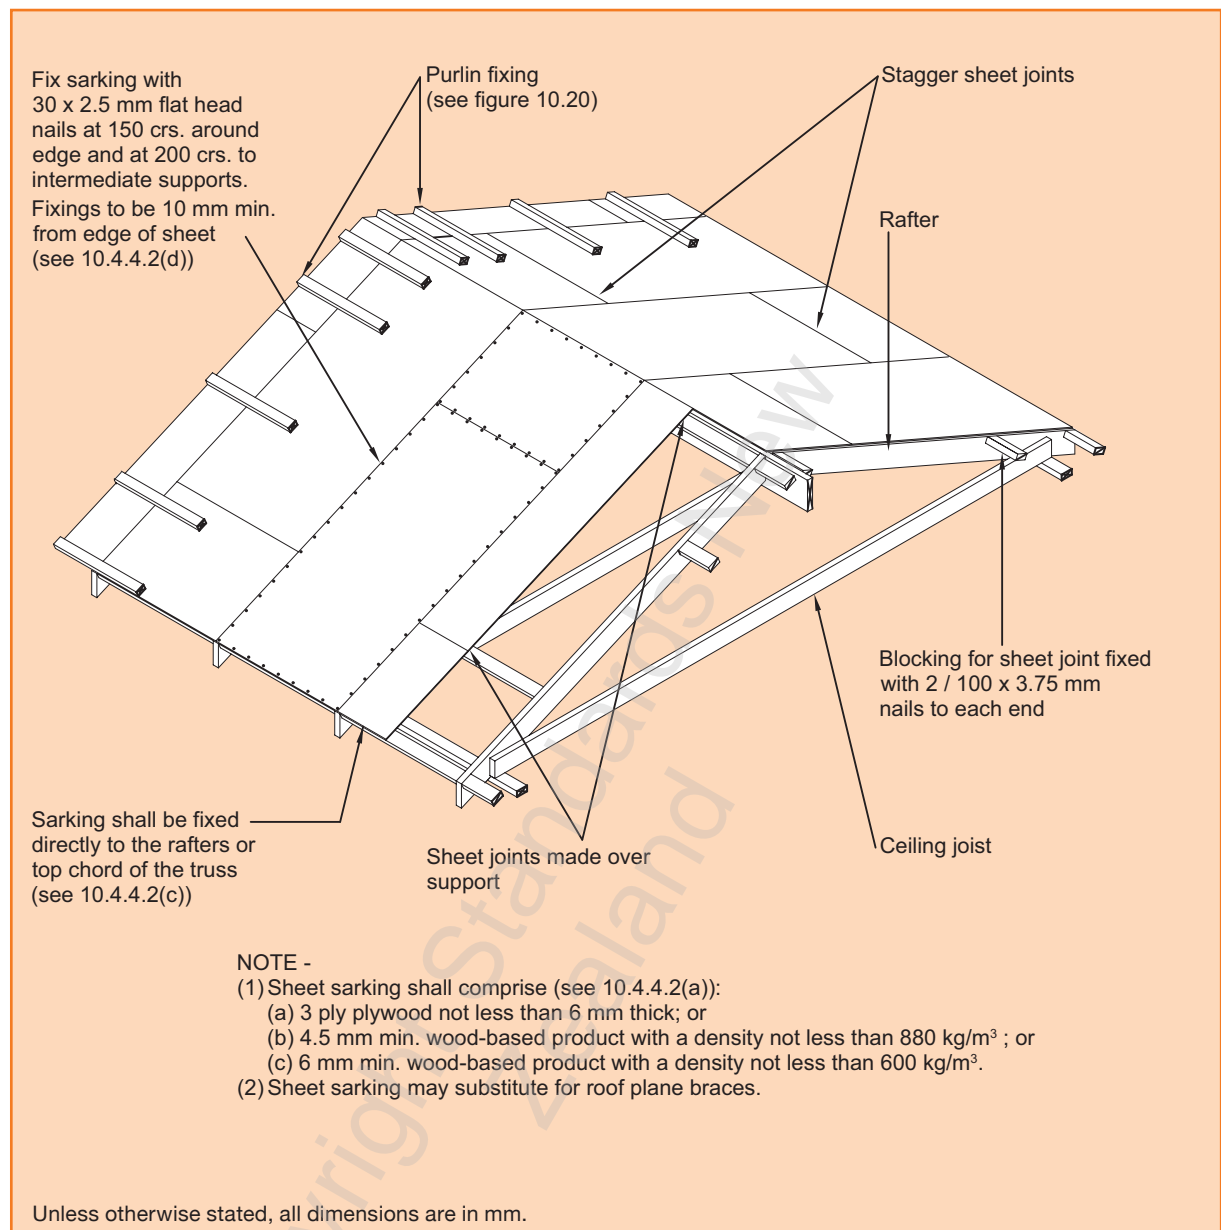 Fix sarking with
30 x 2.5 mm flat head
nails at 150 crs. around
edge and at 200 crs. to
intermediate supports.
Fixings to be 10 mm min.
from edge of sheet
(see 10.4.4.2(d))
Purlin fixing
(see figure 10.20)
Stagger sheet joints
Rafter
Blocking for sheet joint fixed
with 2 / 100 x 3.75 mm
nails to each end
Ceiling joist
Sheet joints made over
support
Sarking shall be fixed
directly to the rafters or
top chord of the truss
(see 10.4.4.2(c))
NOTE -
(1) Sheet sarking shall comprise (see 10.4.4.2(a)):
(a) 3 ply plywood not less than 6 mm thick; or
(b) 4.5 mm min. wood-based product with a density not less than 880 kg/m³ ; or
(c) 6 mm min. wood-based product with a density not less than 600 kg/m³.
(2) Sheet sarking may substitute for roof plane braces.
Unless otherwise stated, all dimensions are in mm.
yright Standards New
Zealand